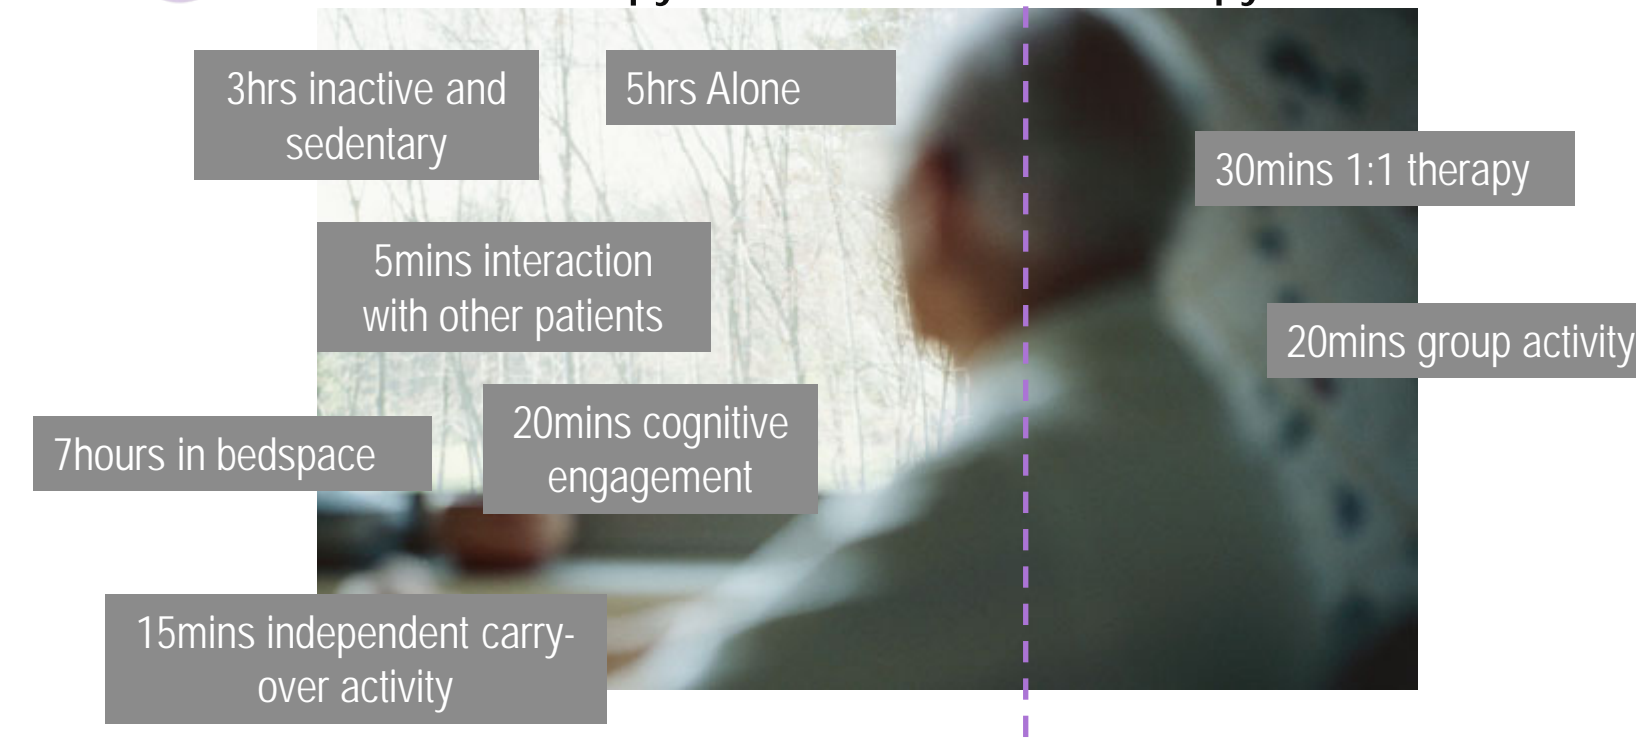 3hrs inactive and
sedentary
5hrs Alone
30mins 1:1 therapy
5mins interaction
with other patients
20mins group activity
20mins cognitive
engagement
7hours in bedspace
15mins independent carry-
over activity